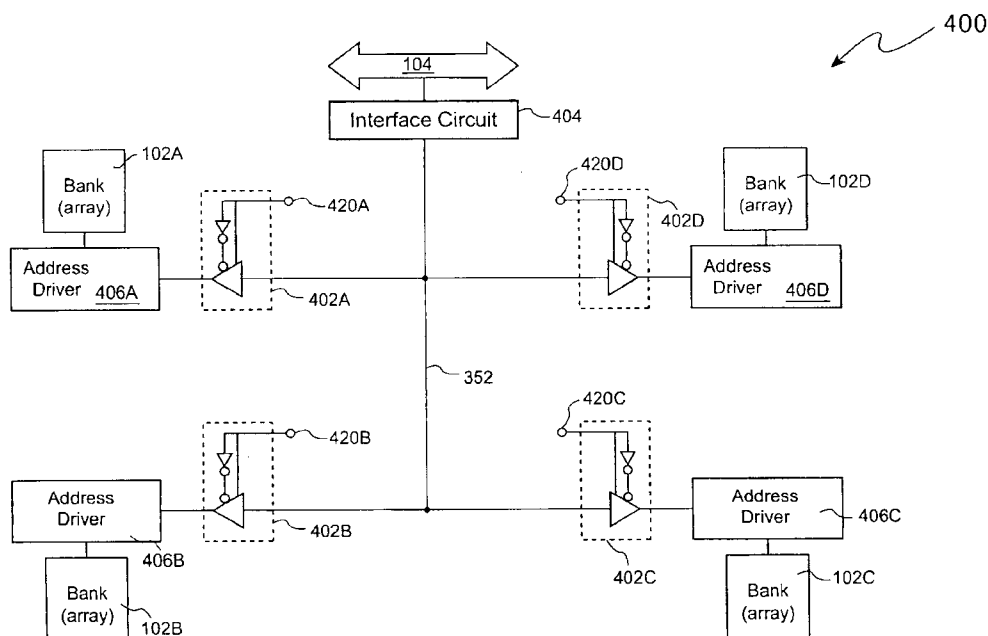 400
104
Interface Circuit
404
102A
Bank
(array)
420A
420D
102D
Bank
(array)
402D
Address
Driver
406A
402A
Address
Driver
406D
352
420B
420C
Address
Driver
406B
402B
Address
Driver
406C
402C
Bank
(array)
102B
102C
Bank
(array)